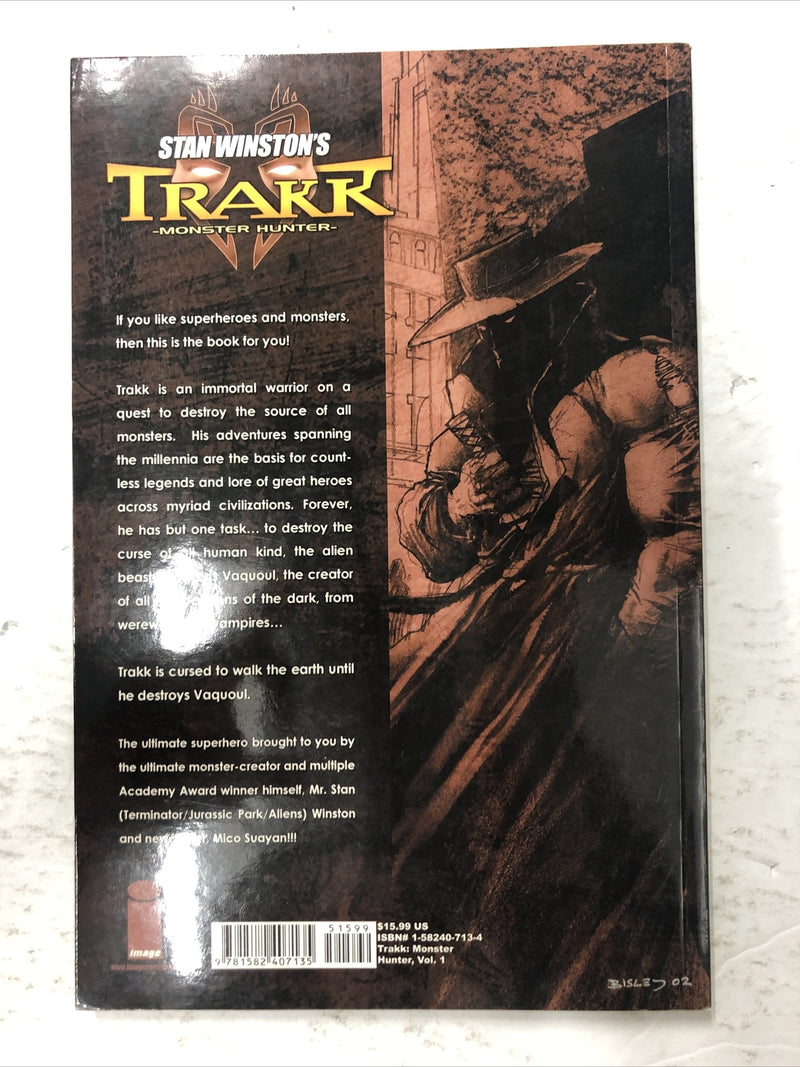 STAN WINSTON'S
TRAKK
-MONSTER HUNTER-
If you like superheroes and monsters,
then this is the book for you!
Trakk is an immortal warrior on a
quest to destroy the source of all
monsters. His adventures spanning
the millennia are the basis for count-
less legends and lore of great heroes
across myriad civilizations. Forever,
he has but one task... to destroy the
curse of all human kind, the alien
Vaquoul, the creator
of all of the dark, from
vampires...
Trakk is cursed to walk the earth until
he destroys Vaquoul.
The ultimate superhero brought to you by
the ultimate monster-creator and multiple
Academy Award winner himself, Mr. Stan
(Terminator/Jurassic Park/Aliens) Winston
and Mico Suayan!!!
image
51599
9 781582 407135
$15.99 US
ISBN# 1-58240-713-4
Trakk: Monster
Hunter, Vol. 1
BISLEY 02